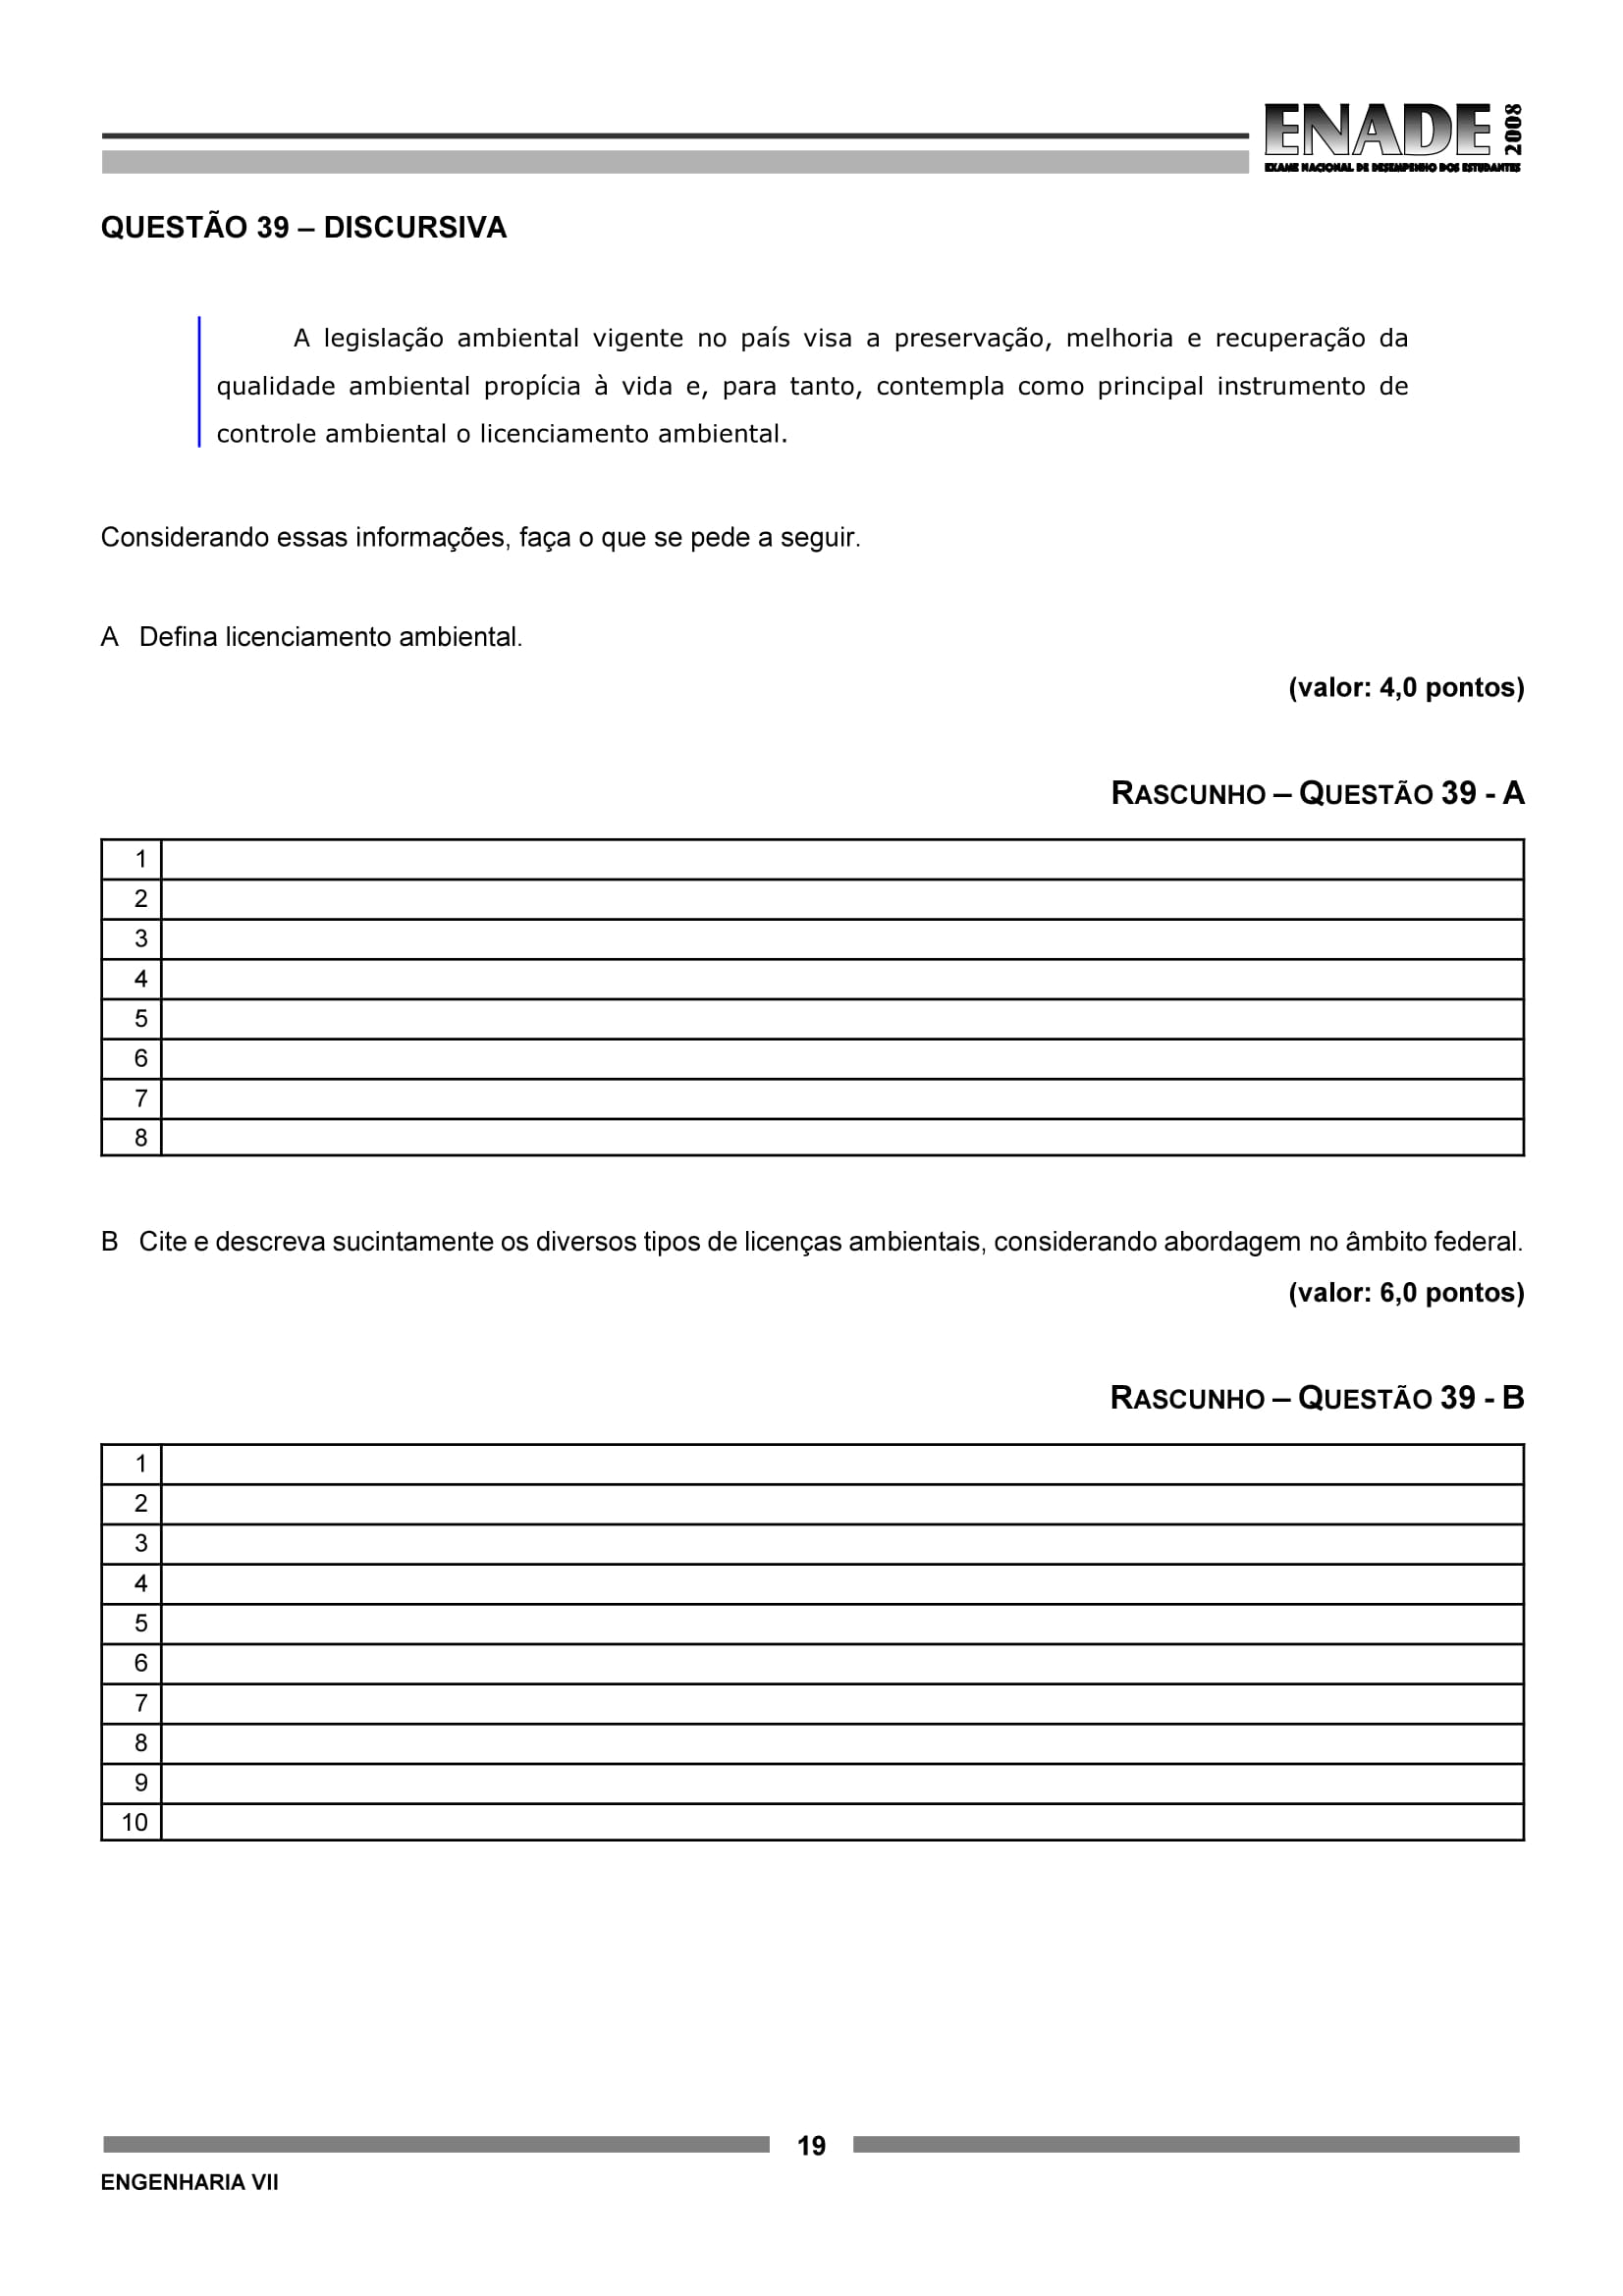 ENADE 2008
EXAME NACIONAL DE DESEMPENHO DOS ESTUDANTES
QUESTÃO 39 – DISCURSIVA
A legislação ambiental vigente no país visa a preservação, melhoria e recuperação da
qualidade ambiental propícia à vida e, para tanto, contempla como principal instrumento de
controle ambiental o licenciamento ambiental.
Considerando essas informações, faça o que se pede a seguir.
A Defina licenciamento ambiental.
(valor: 4,0 pontos)
RASCUNHO – QUESTÃO 39 - A
1
2
3
4
5
6
7
8
B Cite e descreva sucintamente os diversos tipos de licenças ambientais, considerando abordagem no âmbito federal.
(valor: 6,0 pontos)
RASCUNHO – QUESTÃO 39 - B
1
2
3
4
5
6
7
8
9
10
19
ENGENHARIA VII